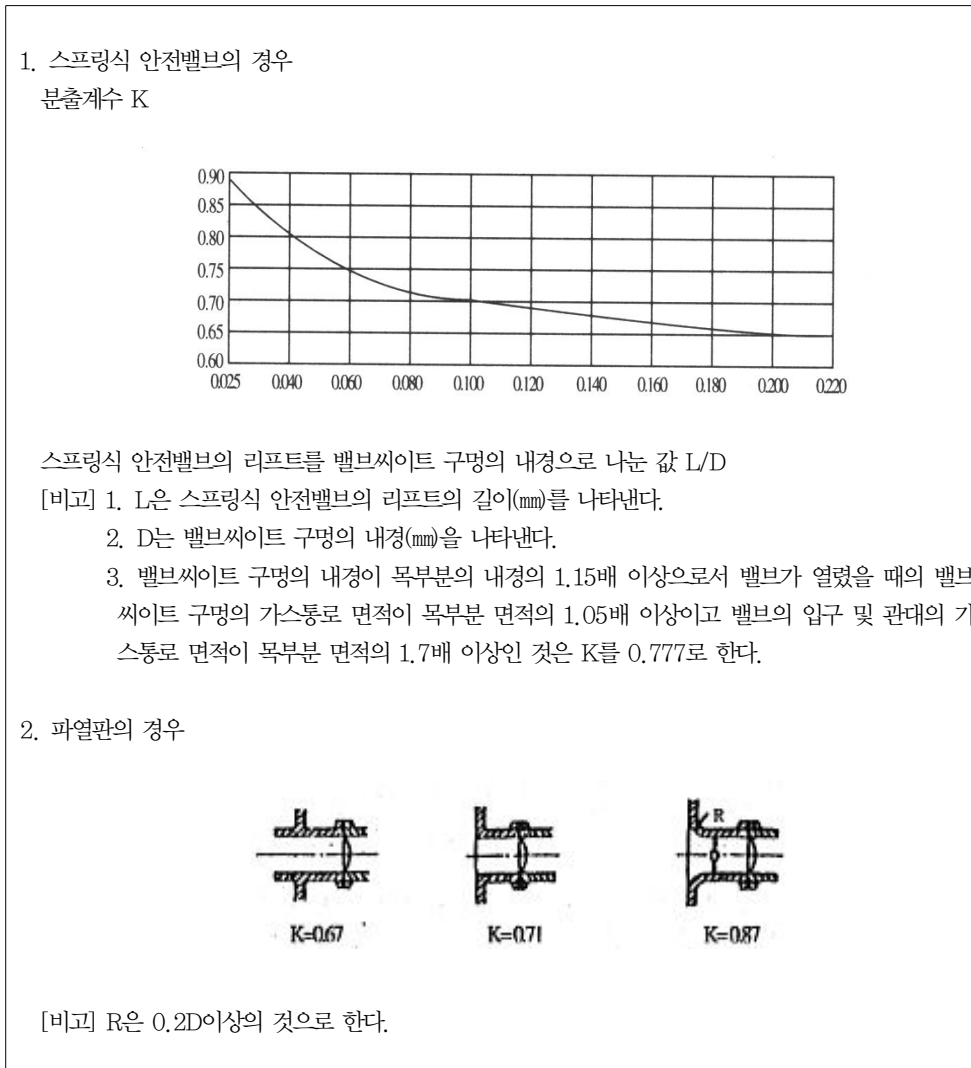 1. 스프링식 안전밸브의 경우
분출계수 K
0.90
0.85
0.80
0.75
0.70
0.65
0.60
0.025 0.040 0.060 0.080 0.100 0.120 0.140 0.160 0.180 0.200 0.220
스프링식 안전밸브의 리프트를 밸브씨이트 구멍의 내경으로 나눈 값 L/D
[비고] 1. L은 스프링식 안전밸브의 리프트의 길이(㎜)를 나타낸다.
2. D는 밸브씨이트 구멍의 내경(㎜)을 나타낸다.
3. 밸브씨이트 구멍의 내경이 목부분의 내경의 1.15배 이상으로서 밸브가 열렸을 때의 밸브
씨이트 구멍의 가스통로 면적이 목부분 면적의 1.05배 이상이고 밸브의 입구 및 관대의 가
스통로 면적이 목부분 면적의 1.7배 이상인 것은 K를 0.777로 한다.
2. 파열판의 경우
R
D
K=0.67 K=0.71 K=0.87
[비고] R은 0.2D이상의 것으로 한다.